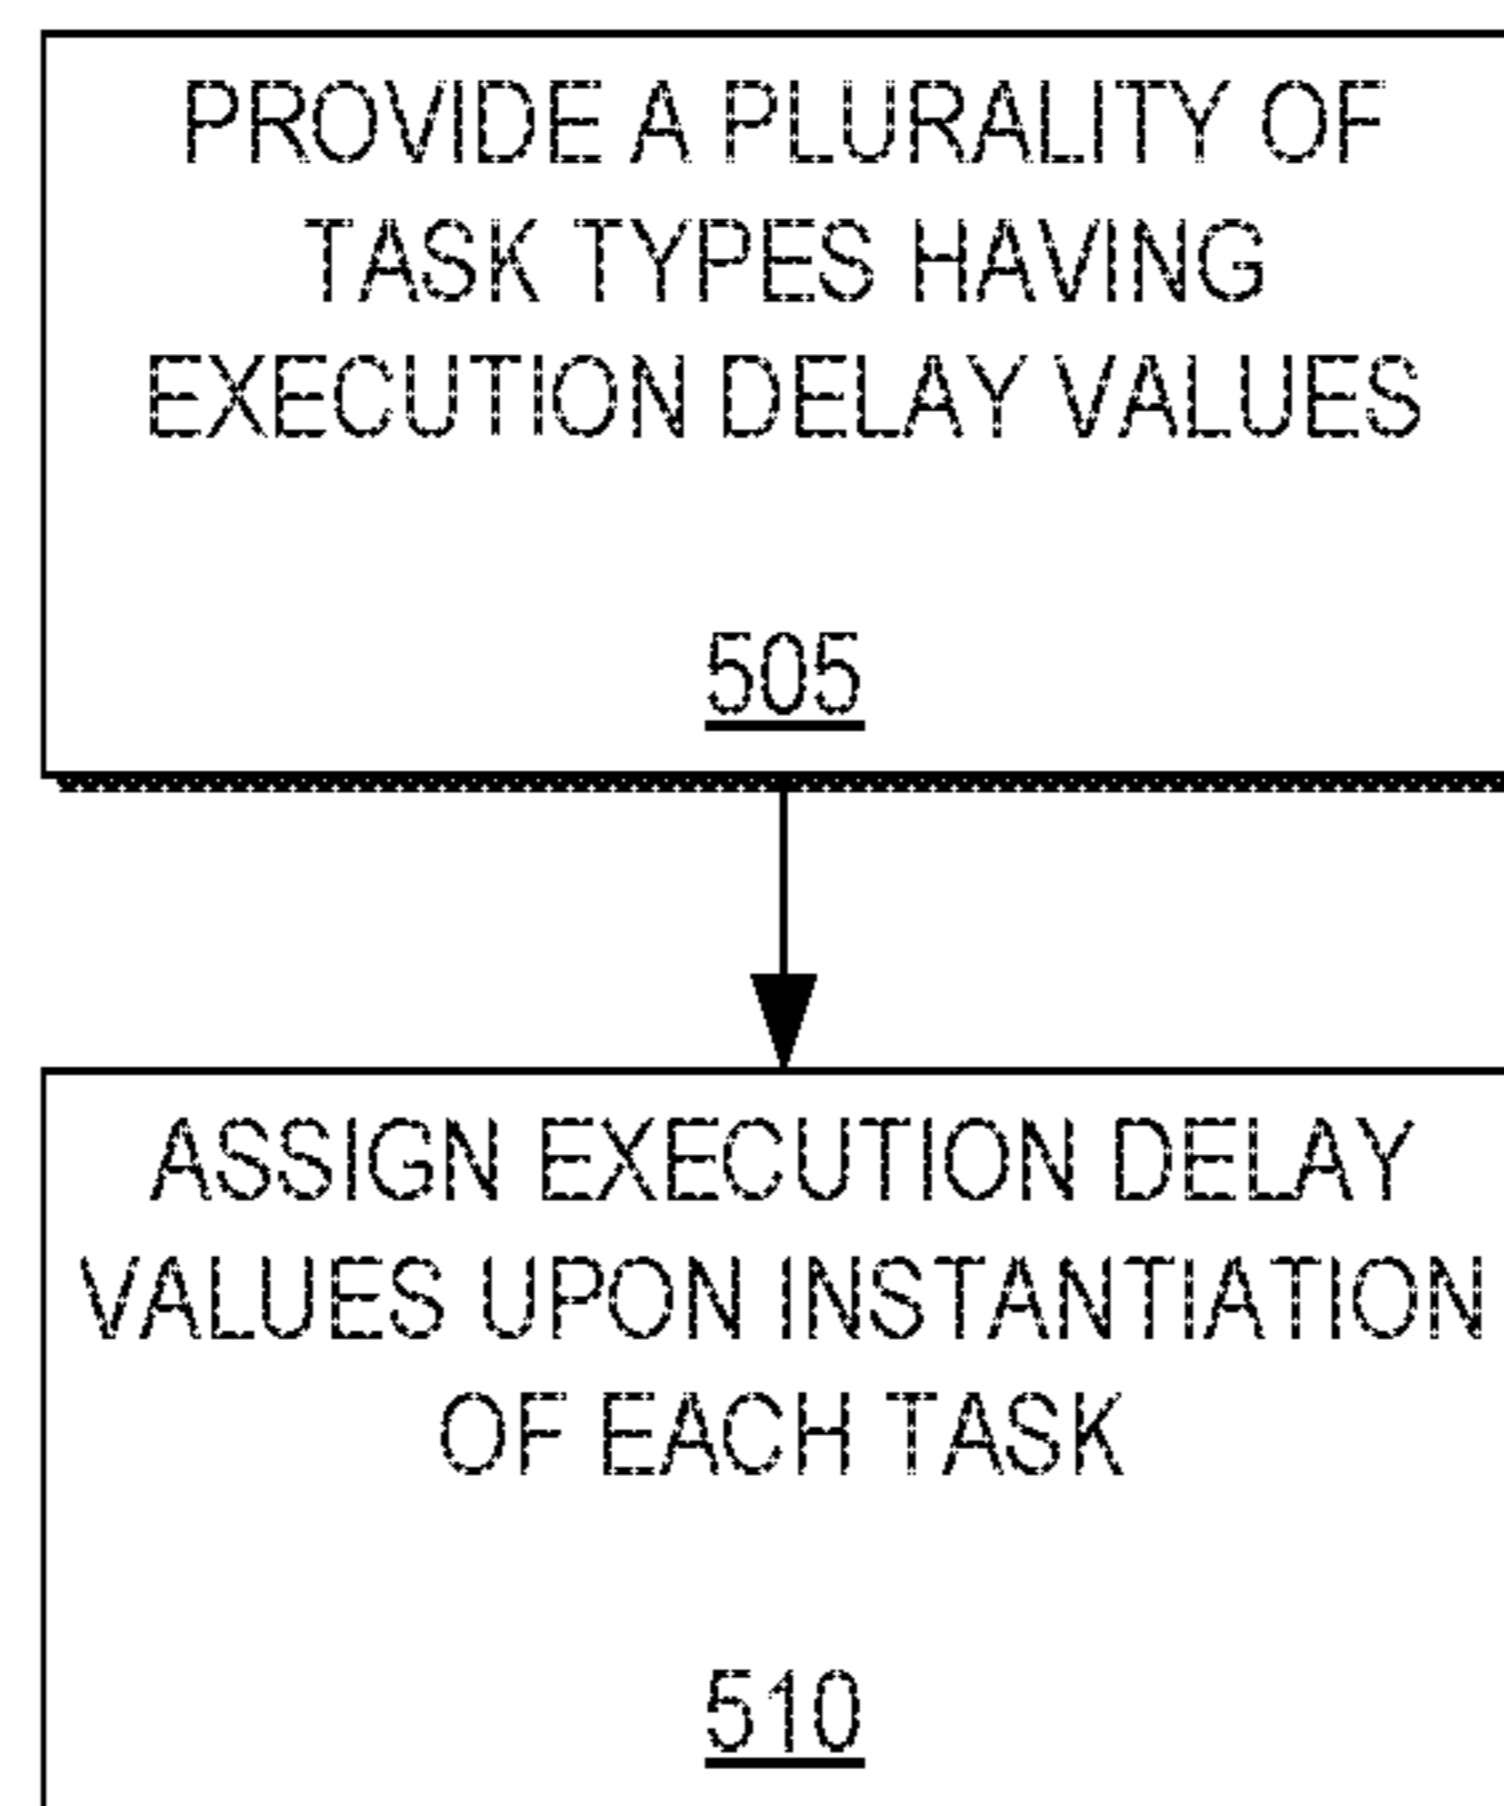 PROVIDE A PLURALITY OF
TASK TYPES HAVING
EXECUTION DELAY VALUES
505
ASSIGN EXECUTION DELAY
VALUES UPON INSTANTIATION
OF EACH TASK
510